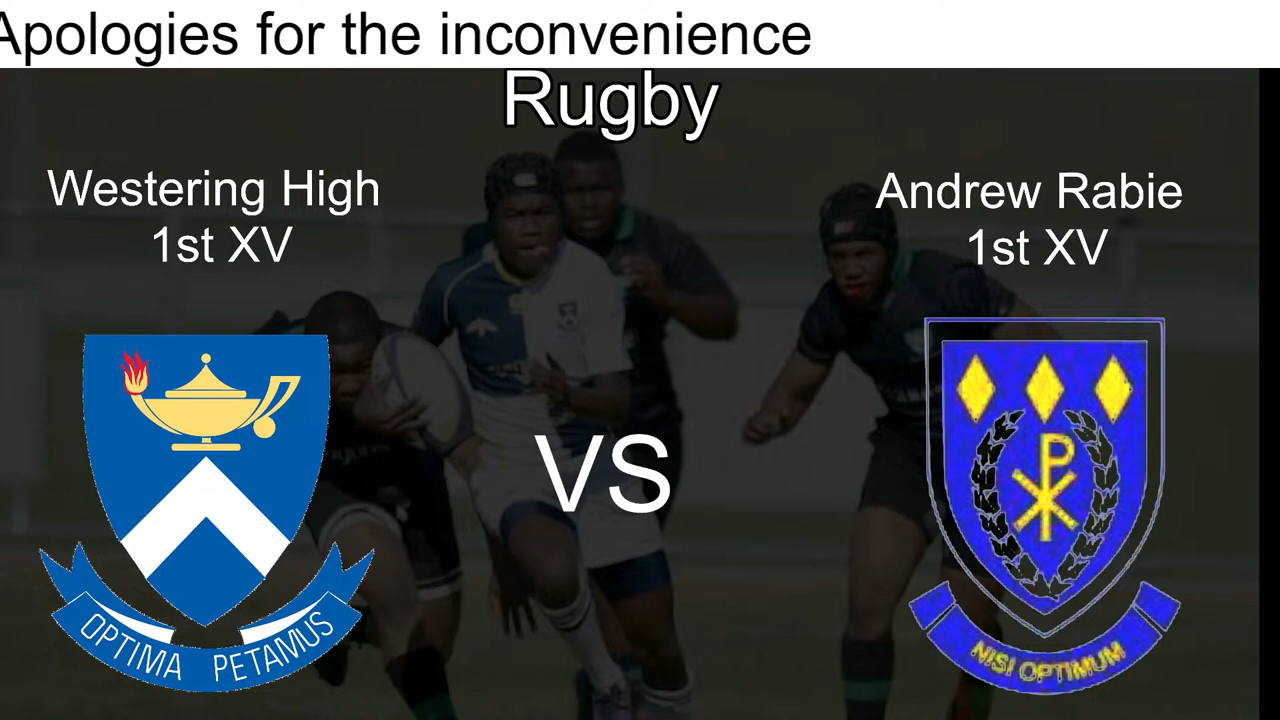 Apologies for the inconvenience
Rugby
Westering High
1st XV
Andrew Rabie
1st XV
VS
OPTIMA PETAMUS
NISI OPTIMUM